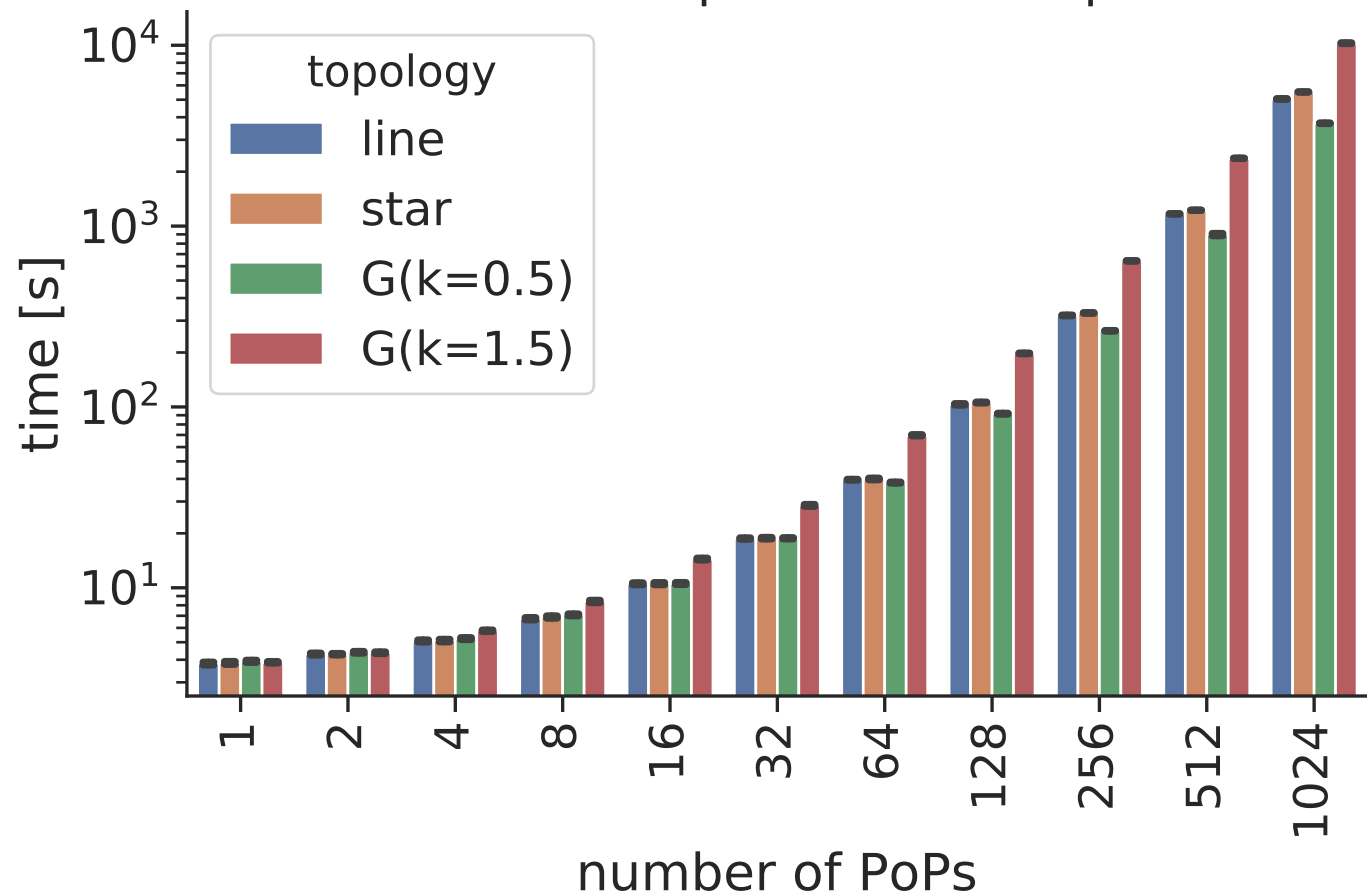 10^4
10^3
10^2
10^1
time [s]
topology
line
star
G(k=0.5)
G(k=1.5)
1
2
4
8
16
32
64
128
256
512
1024
number of PoPs